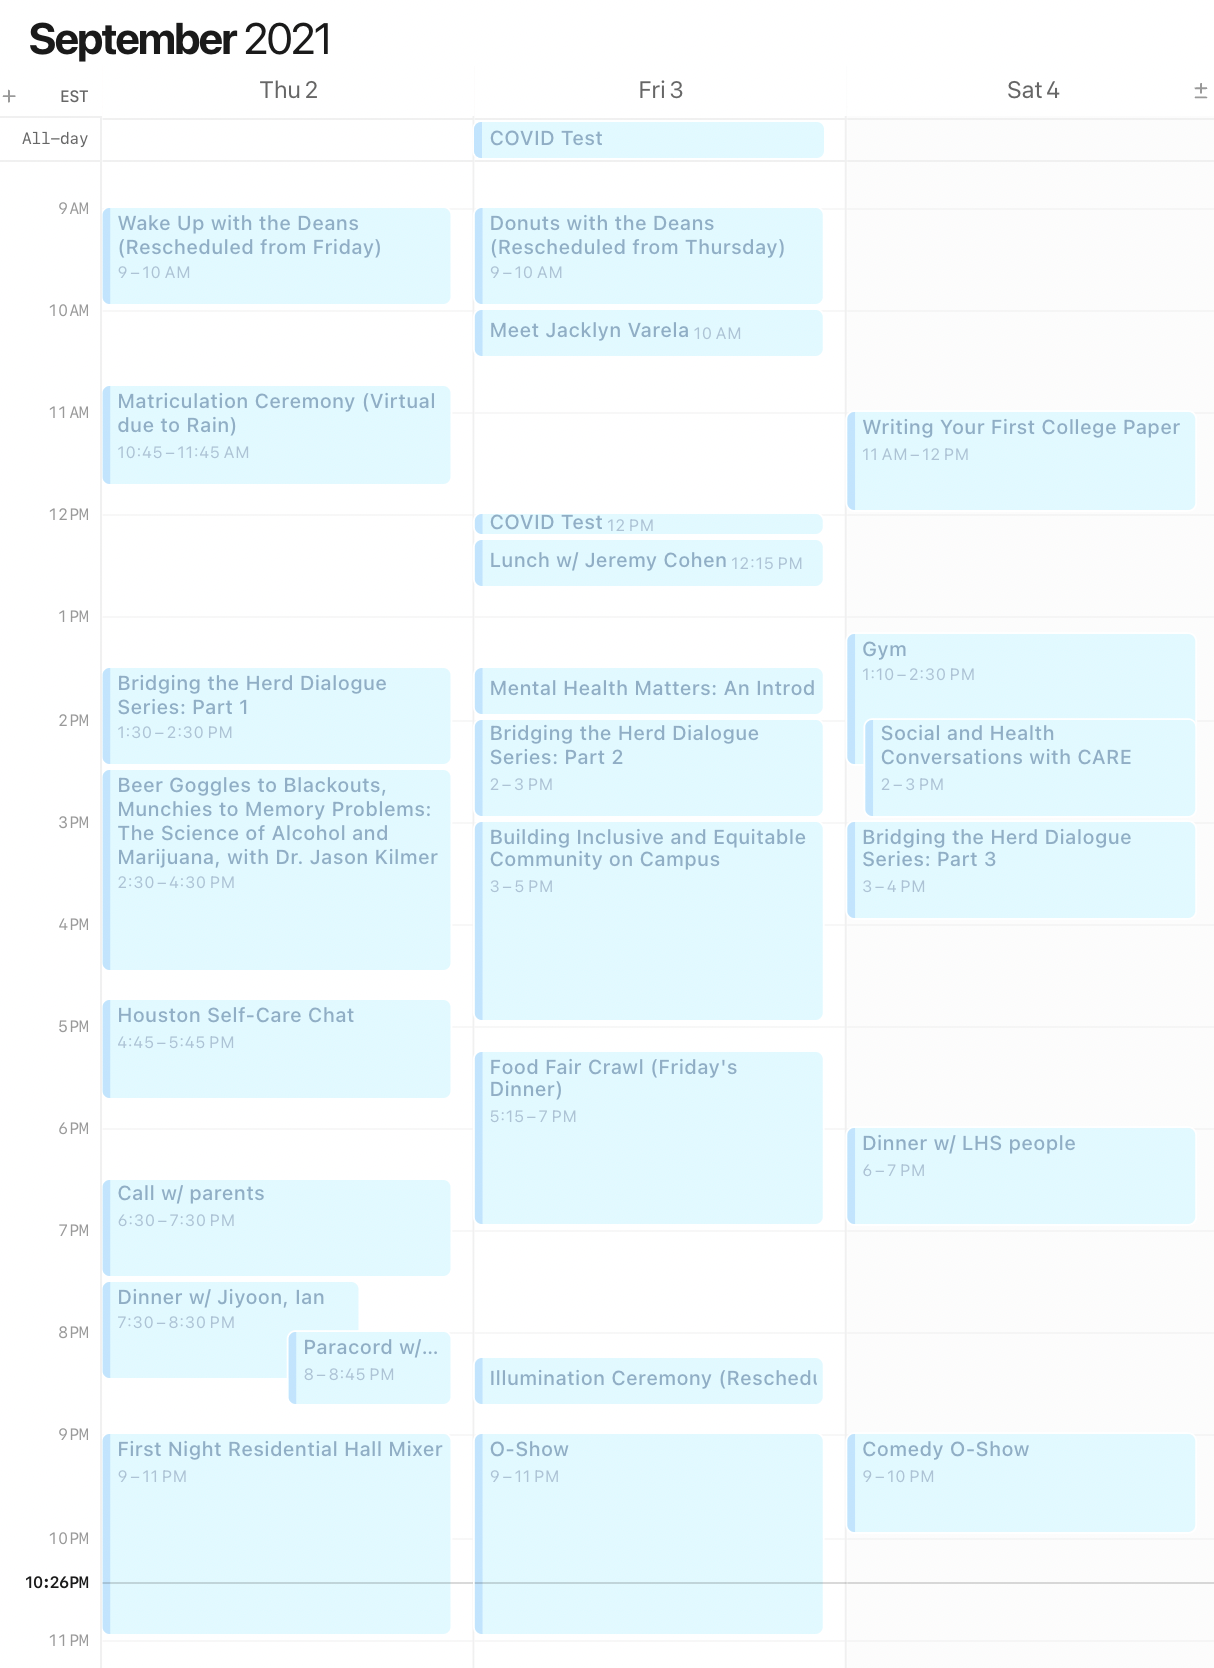 September 2021
+ EST Thu 2 Fri 3 Sat 4 ±
All-day
COVID Test
9 AM
10 AM
11 AM
12 PM
1 PM
2 PM
3 PM
4 PM
5 PM
6 PM
7 PM
8 PM
9 PM
10 PM
10:26PM
11 PM
Wake Up with the Deans
(Rescheduled from Friday)
9–10 AM
Matriculation Ceremony (Virtual
due to Rain)
10:45–11:45 AM
Bridging the Herd Dialogue
Series: Part 1
1:30–2:30 PM
Beer Goggles to Blackouts,
Munchies to Memory Problems:
The Science of Alcohol and
Marijuana, with Dr. Jason Kilmer
2:30–4:30 PM
Houston Self-Care Chat
4:45–5:45 PM
Call w/ parents
6:30–7:30 PM
Dinner w/ Jiyoon, Ian
7:30–8:30 PM
Paracord w/...
8–8:45 PM
First Night Residential Hall Mixer
9–11 PM
Donuts with the Deans
(Rescheduled from Thursday)
9–10 AM
Meet Jacklyn Varela 10 AM
COVID Test 12 PM
Lunch w/ Jeremy Cohen 12:15 PM
Mental Health Matters: An Introd
Bridging the Herd Dialogue
Series: Part 2
2–3 PM
Building Inclusive and Equitable
Community on Campus
3–5 PM
Food Fair Crawl (Friday's
Dinner)
5:15–7 PM
Illumination Ceremony (Reschedu
O-Show
9–11 PM
Writing Your First College Paper
11 AM–12 PM
Gym
1:10–2:30 PM
Social and Health
Conversations with CARE
2–3 PM
Bridging the Herd Dialogue
Series: Part 3
3–4 PM
Dinner w/ LHS people
6–7 PM
Comedy O-Show
9–10 PM